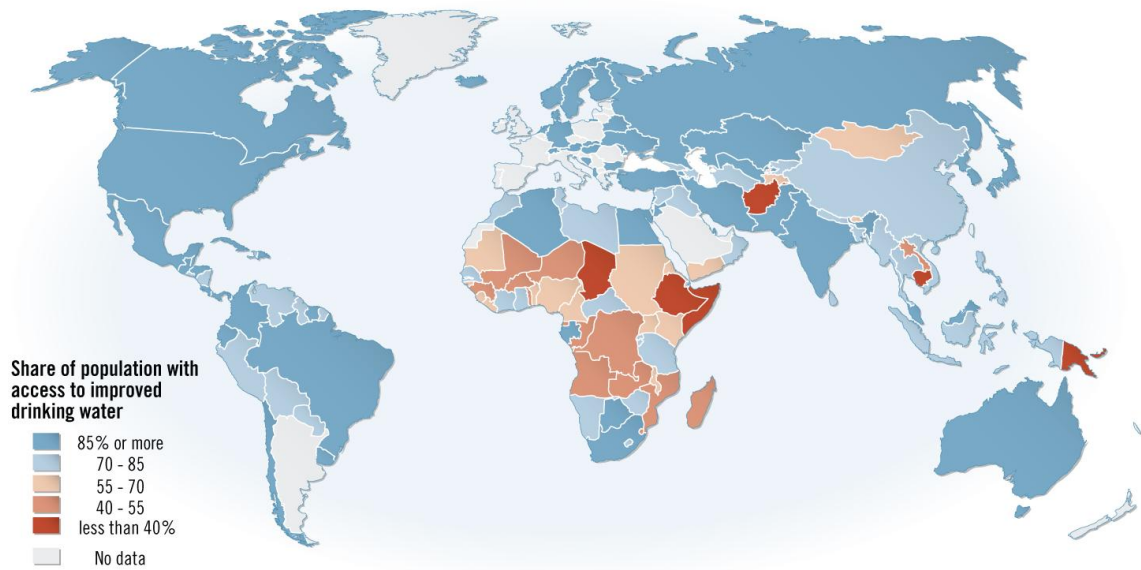 Share of population with
access to improved
drinking water
85% or more
70 - 85
55 - 70
40 - 55
less than 40%
No data